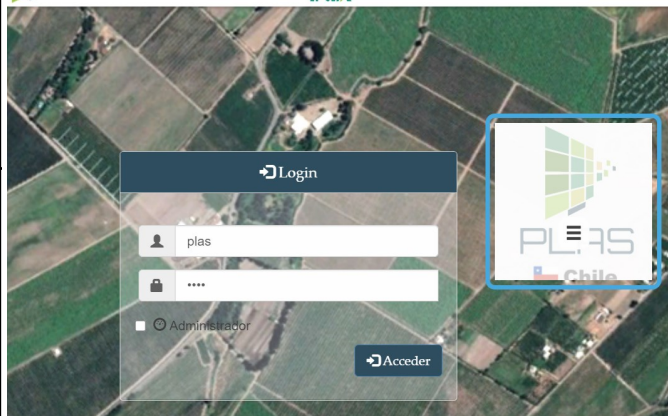 Login
plas
••••
Administrador
Acceder
PLAS
Chile